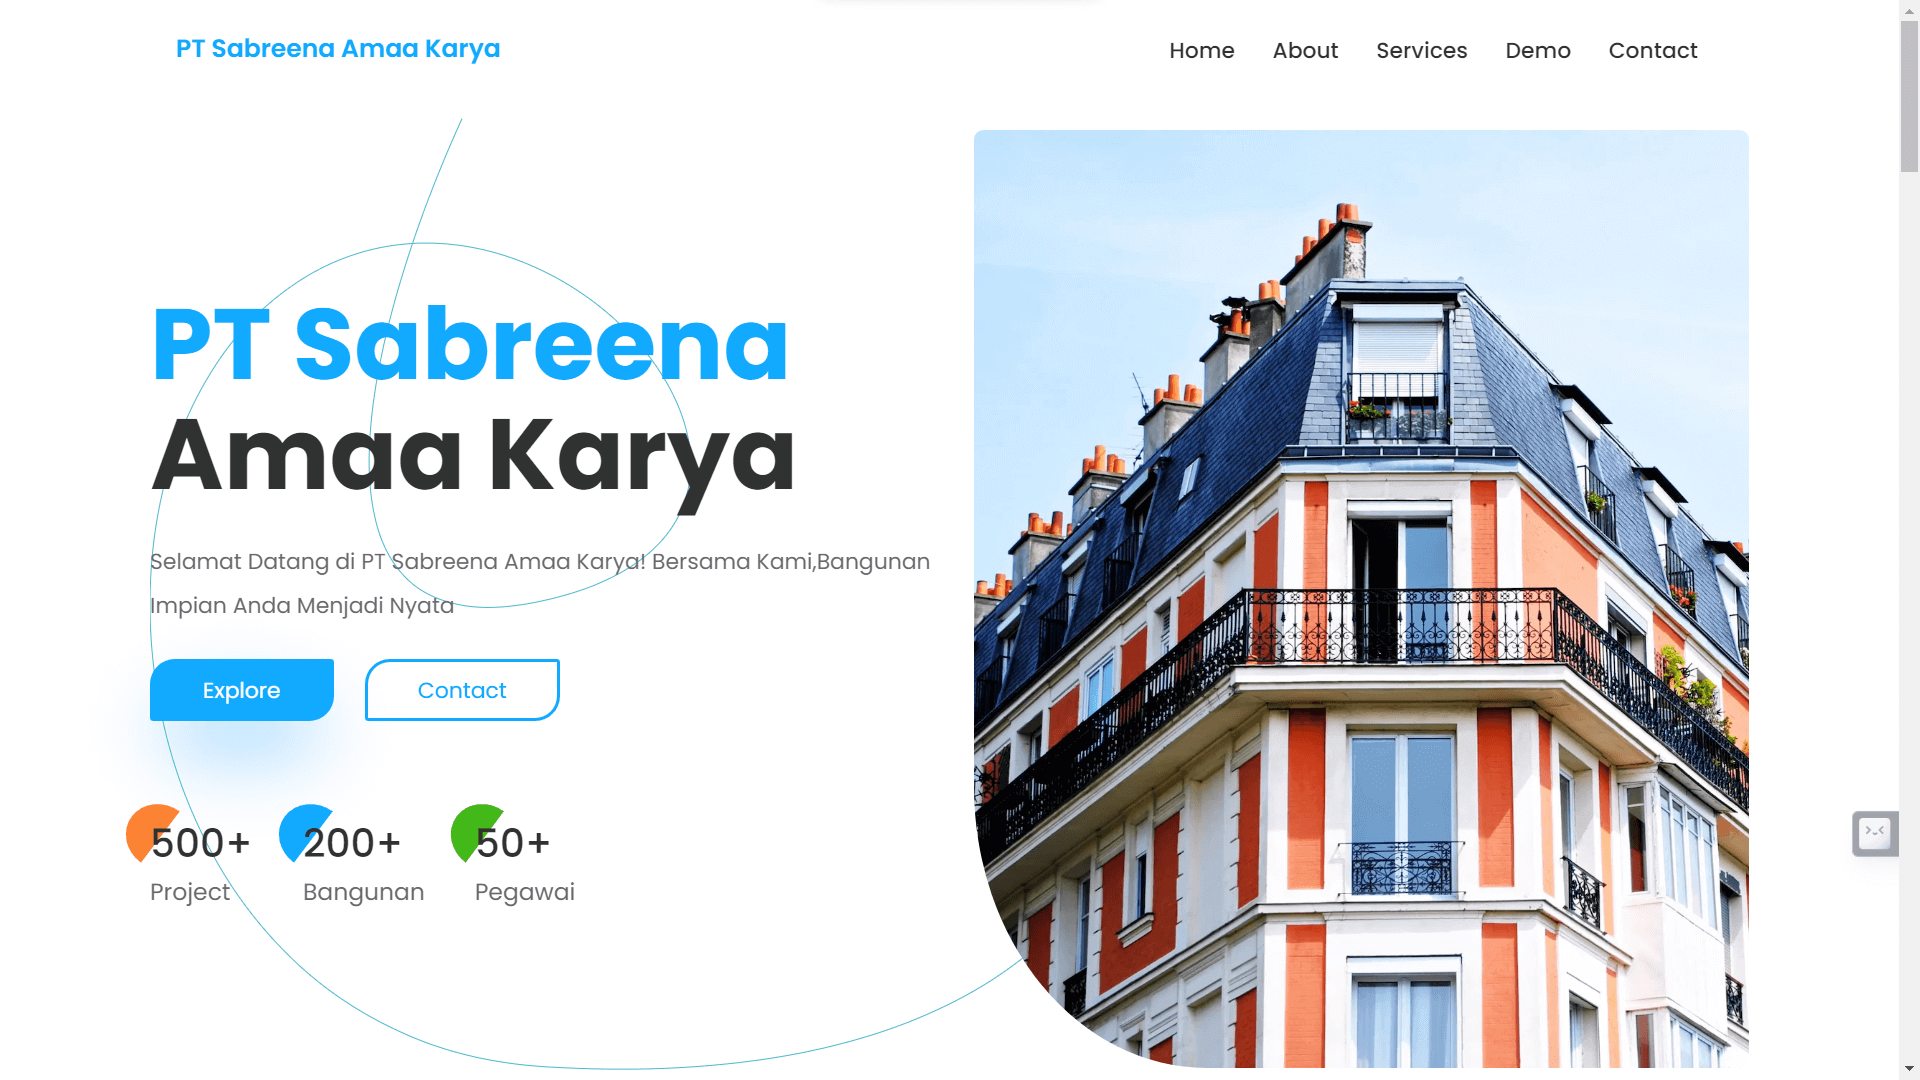 PT Sabreena Amaa Karya
Home About Services Demo Contact
PT Sabreena
Amaa Karya
Selamat Datang di PT Sabreena Amaa Karya! Bersama Kami,Bangunan
Impian Anda Menjadi Nyata
Explore Contact
500+ 200+ 50+
Project Bangunan Pegawai